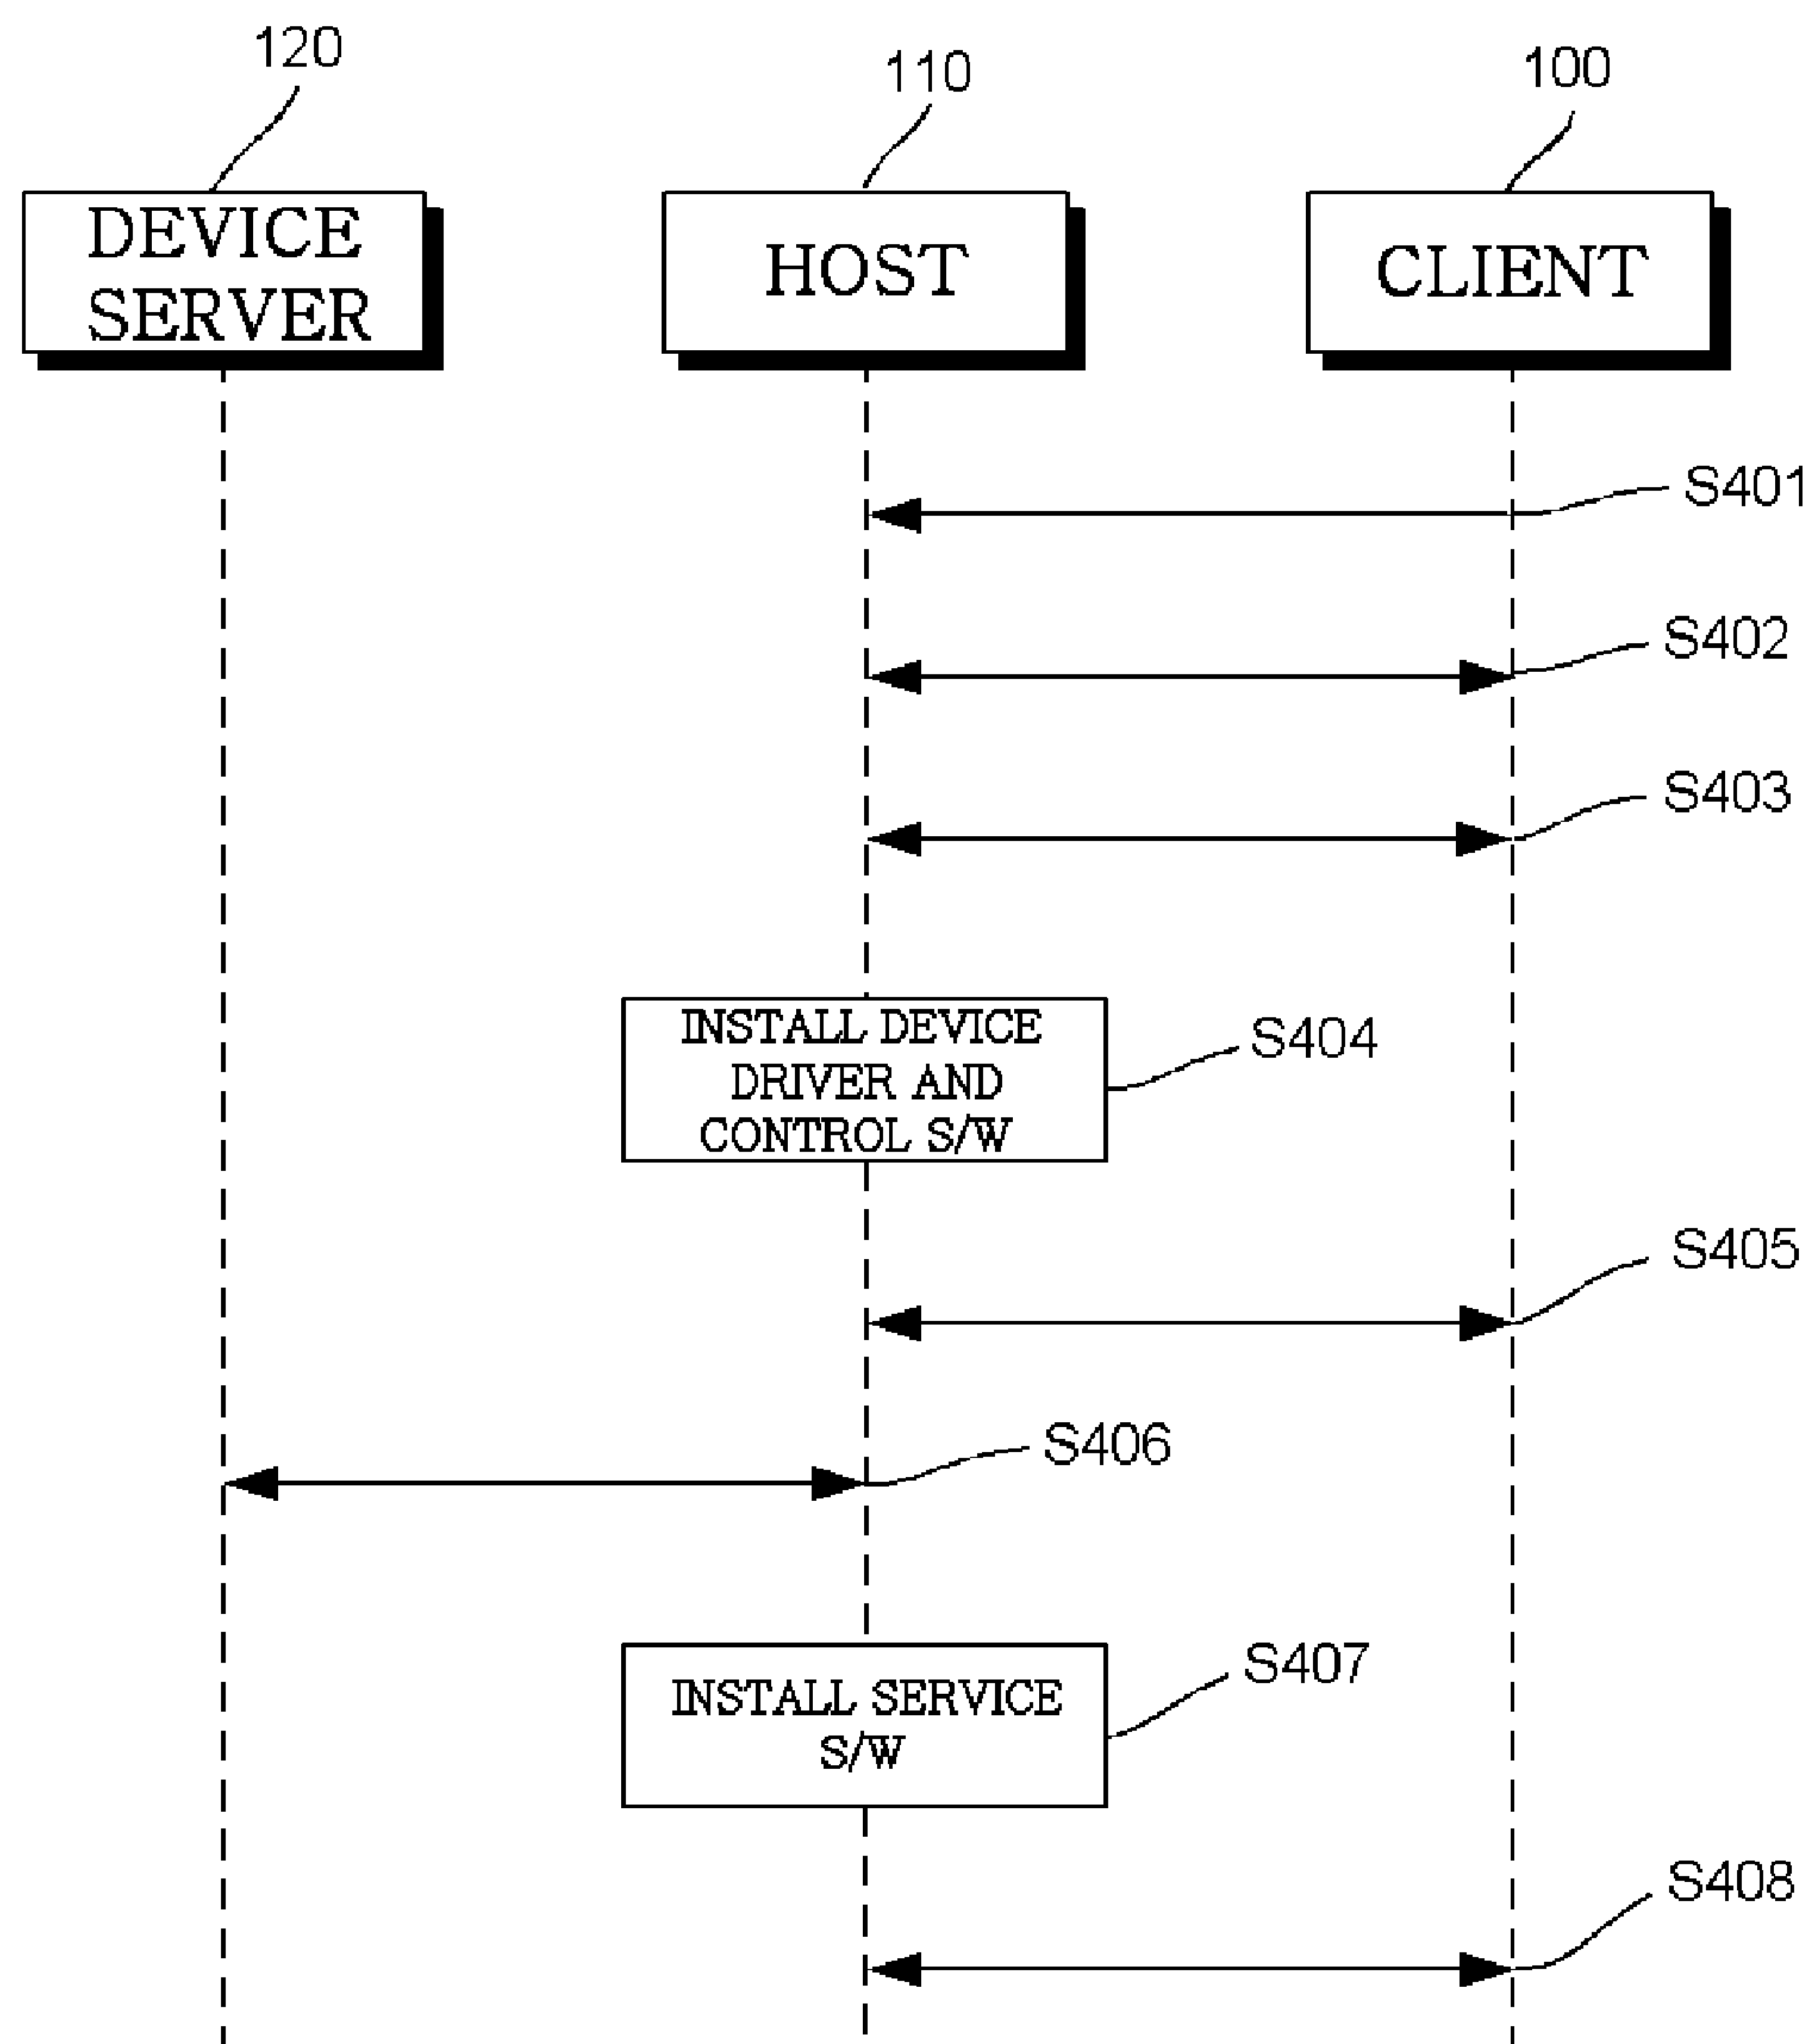 120
110
100
DEVICE
SERVER
HOST
CLIENT
S401
S402
S403
INSTALL DEVICE
DRIVER AND
CONTROL S/W
S404
S405
S406
INSTALL SERVICE
S/W
S407
S408